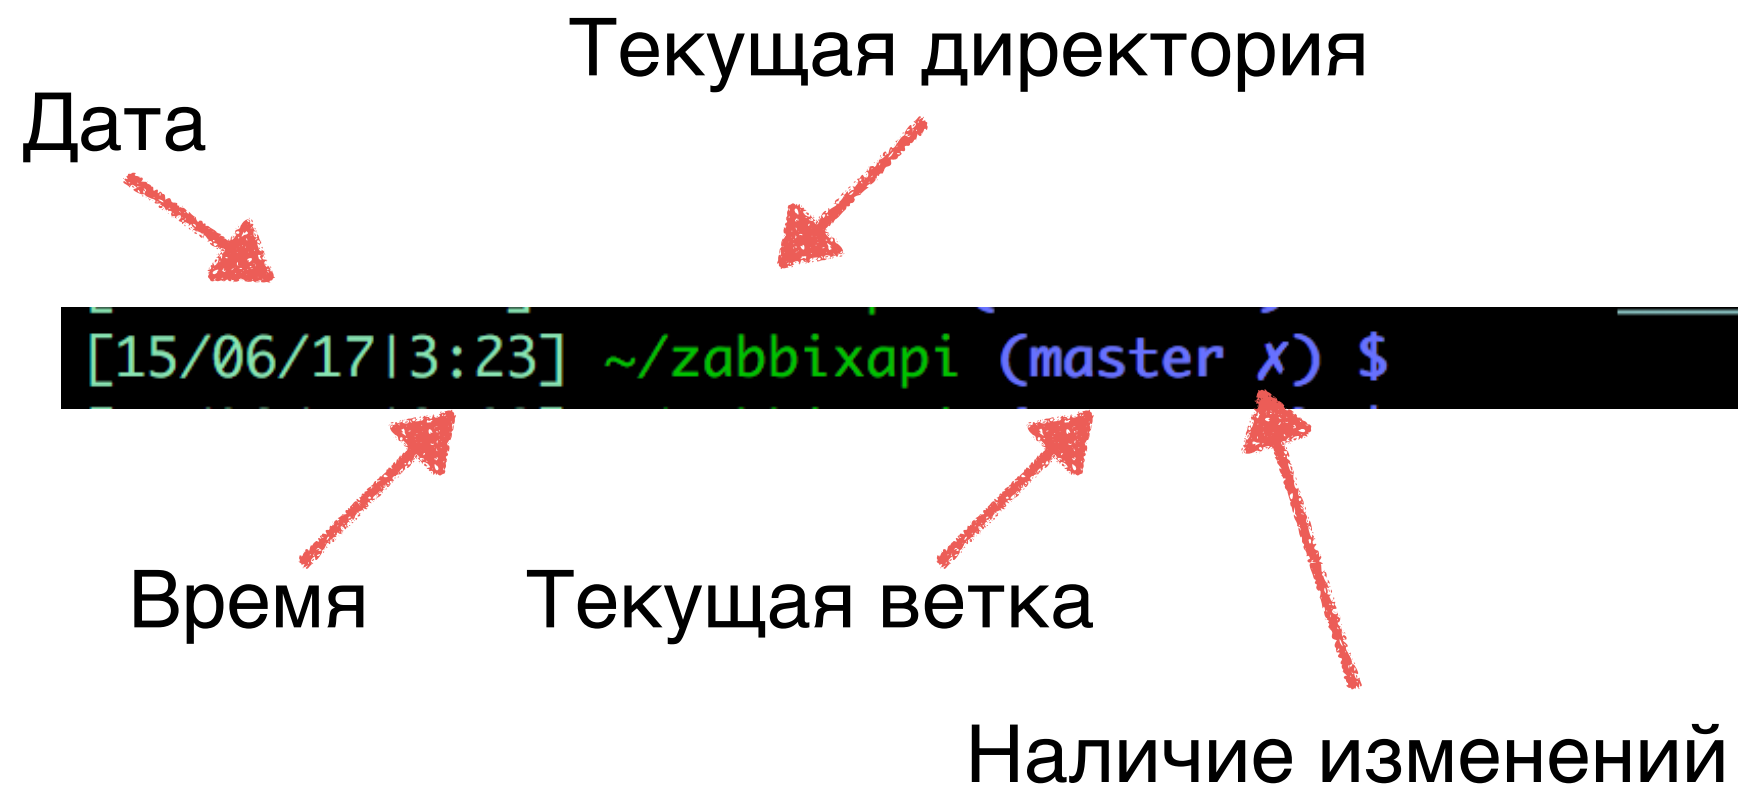 Текущая директория
Дата
[15/06/17|3:23] ~/zabbixapi (master ✗) $
Время
Текущая ветка
Наличие изменений